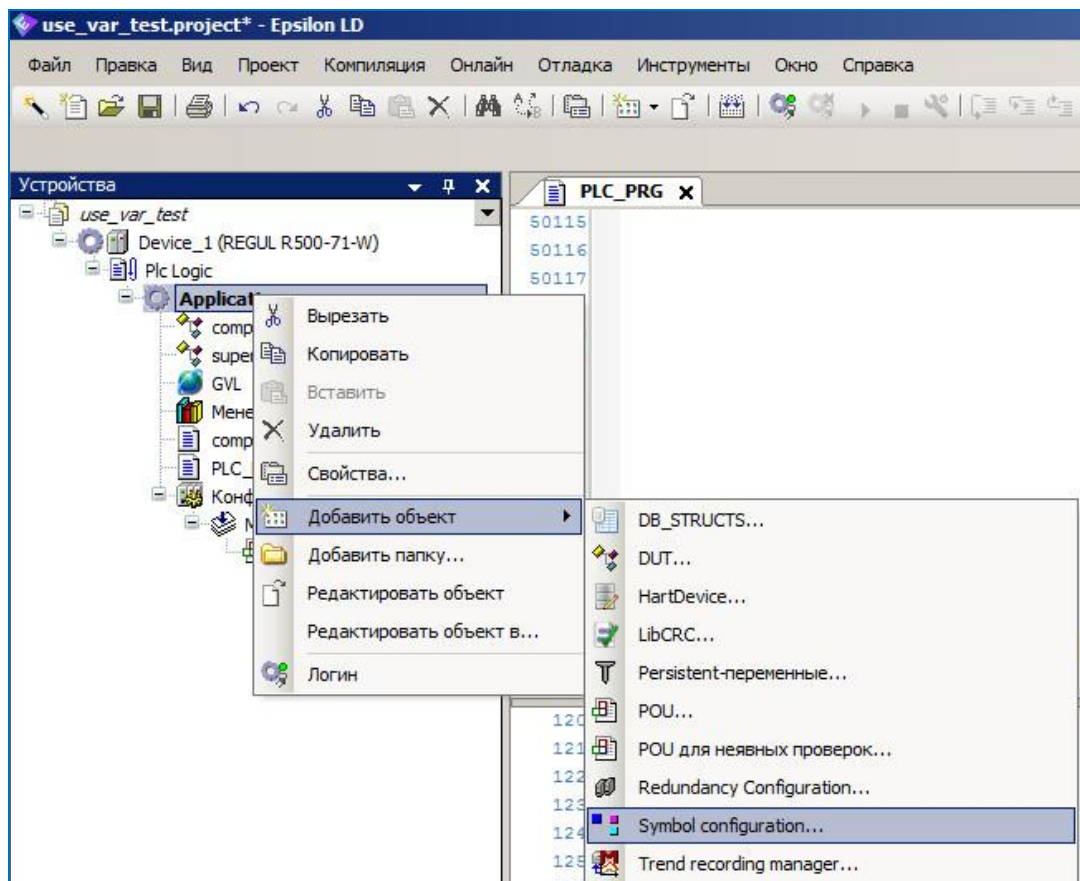 use_var_test.project* - Epsilon LD
Файл Правка Вид Проект Компиляция Онлайн Отладка Инструменты Окно Справка
Устройства
PLC_PRG
use_var_test
Device_1 (REGUL R500-71-W)
Plc Logic
Applicati
comp
super
GVL
Мене
comp
PLC_
Конф
50115
50116
50117
Вырезать
Копировать
Вставить
Удалить
Свойства...
Добавить объект
Добавить папку...
Редактировать объект
Редактировать объект в...
Логин
DB_STRUCTS...
DUT...
HartDevice...
LibCRC...
Persistent-переменные...
POU...
POU для неявных проверок...
Redundancy Configuration...
Symbol configuration...
Trend recording manager...
120
121
122
123
124
125